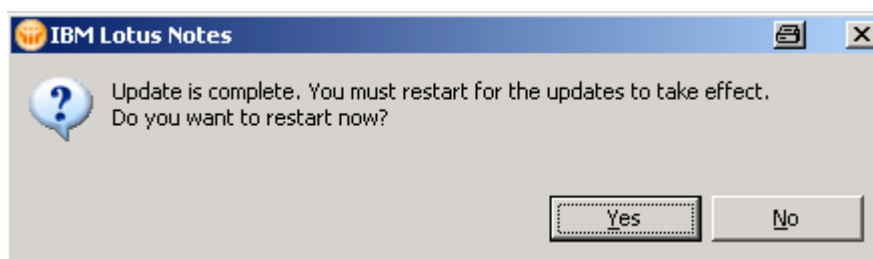 IBM Lotus Notes
Update is complete. You must restart for the updates to take effect.
Do you want to restart now?
Yes No